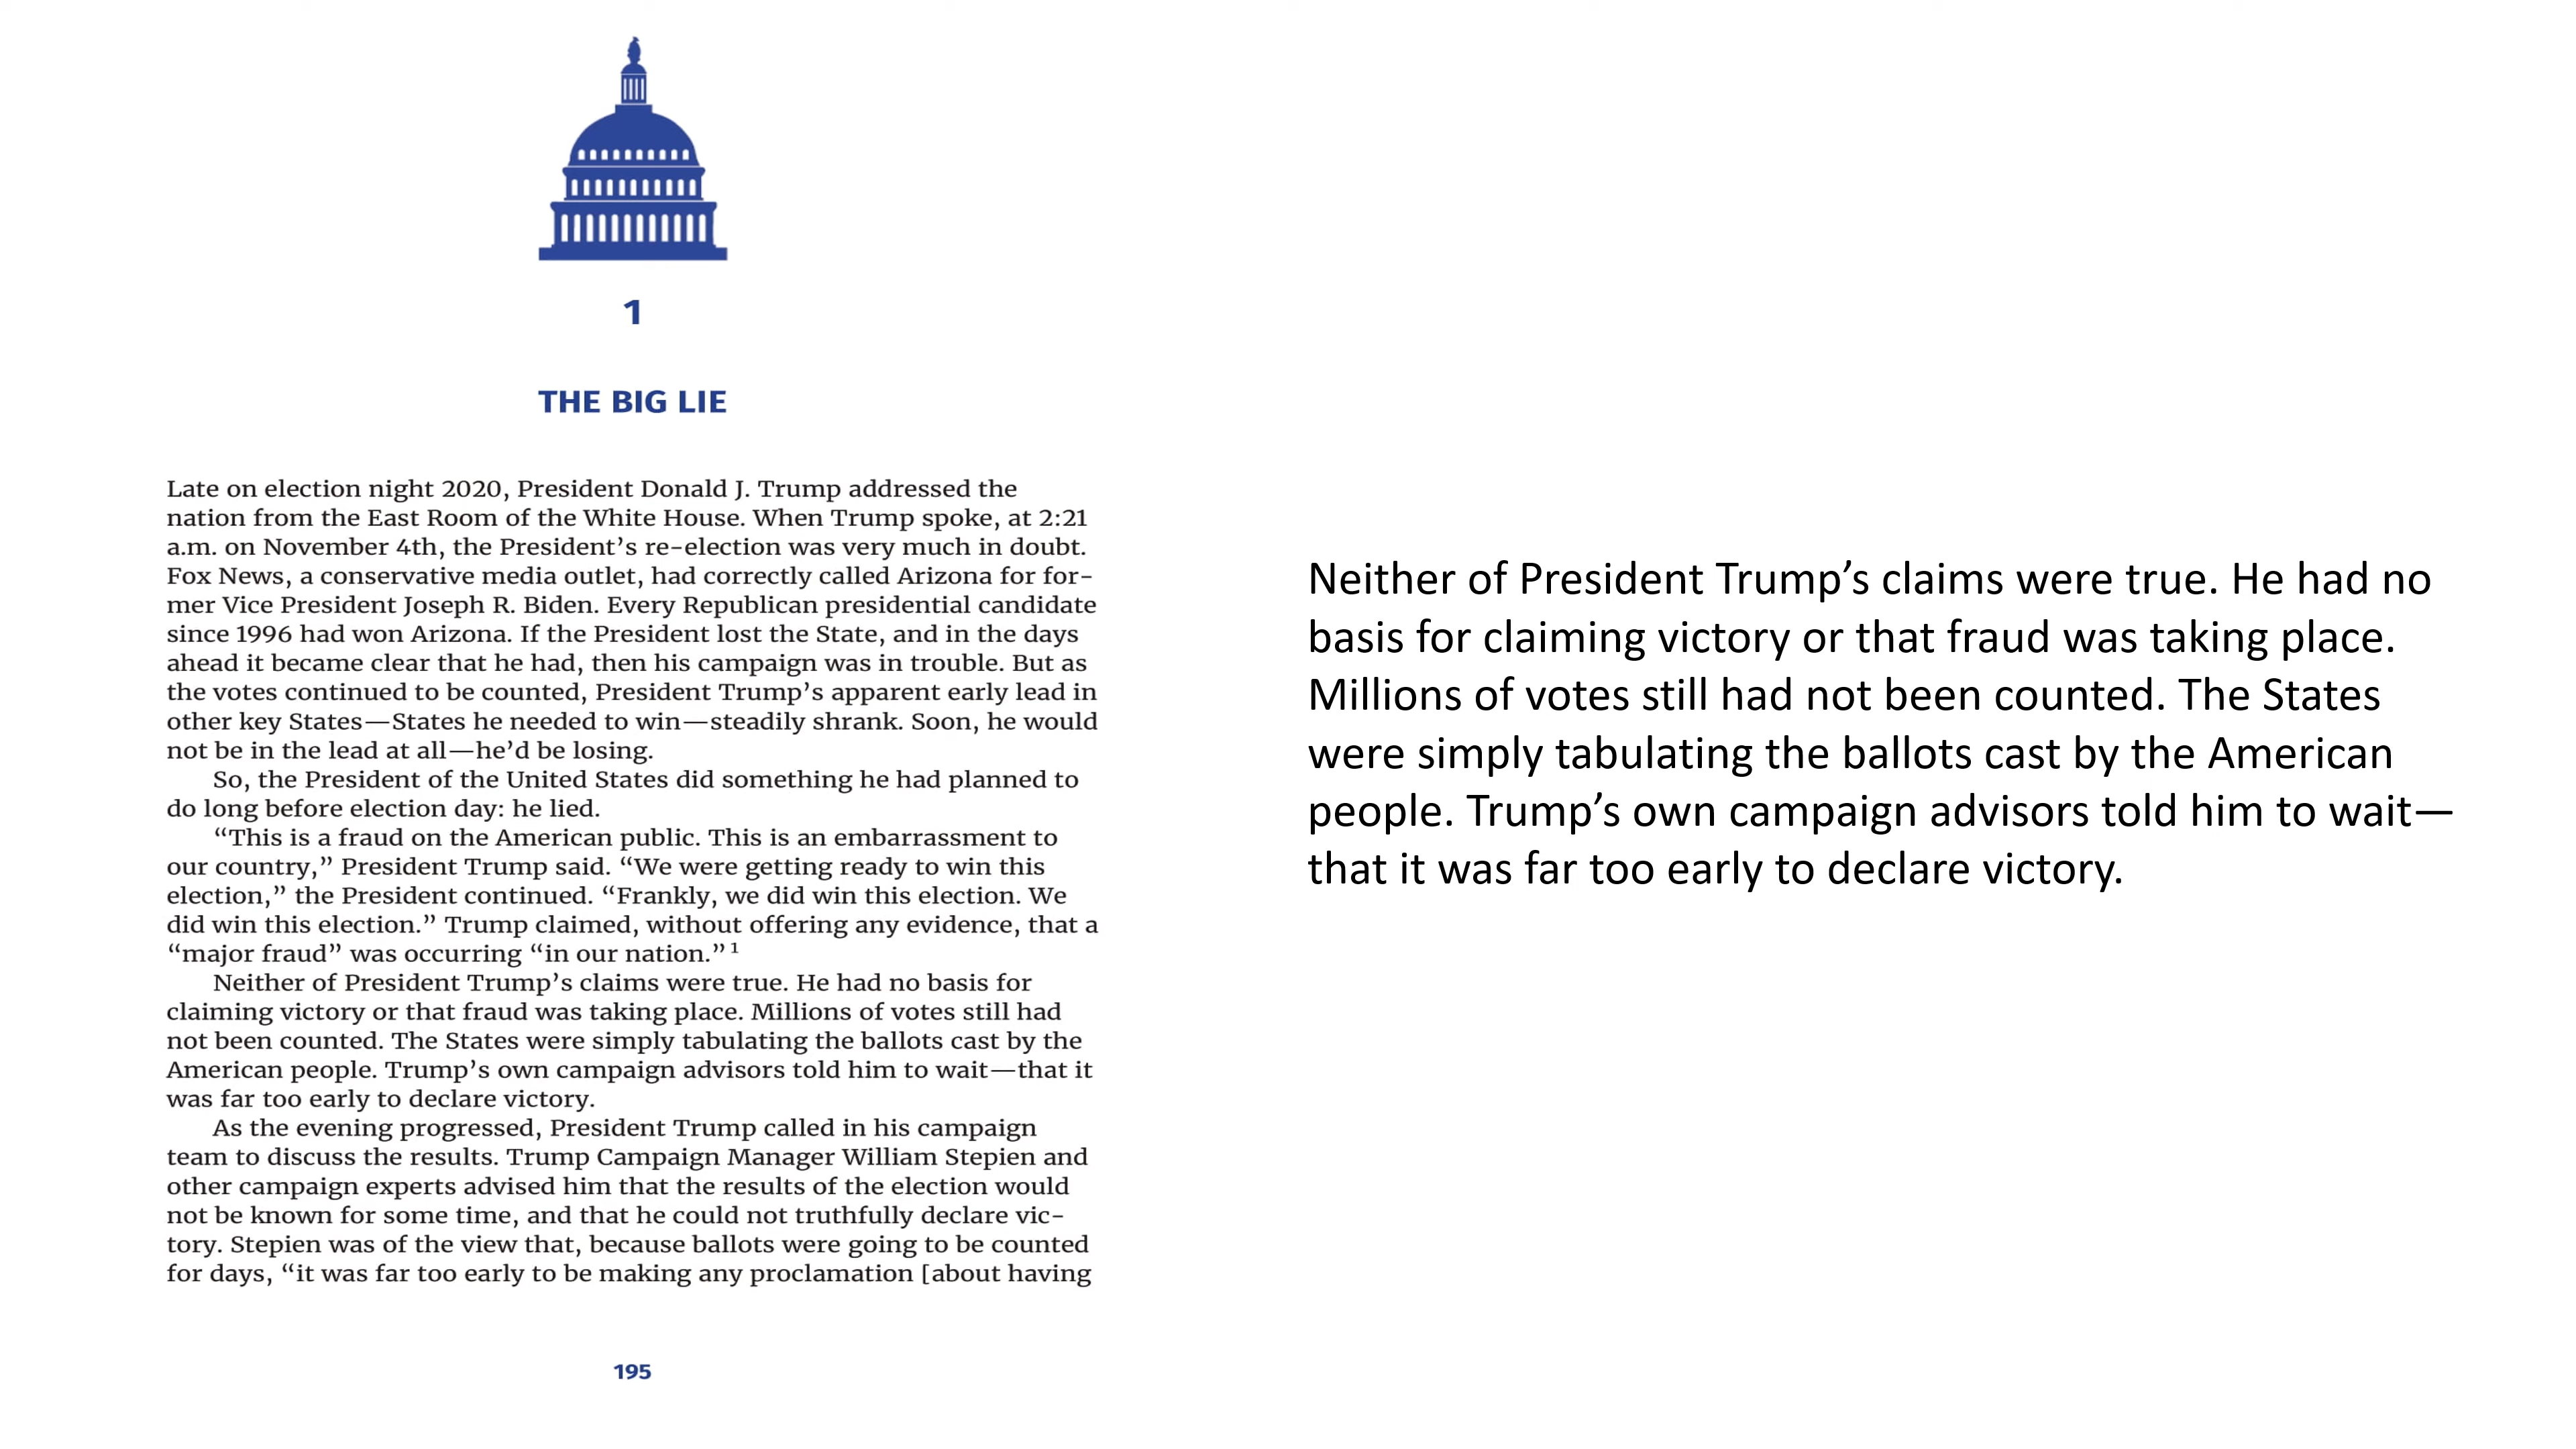 1
THE BIG LIE
Late on election night 2020, President Donald J. Trump addressed the
nation from the East Room of the White House. When Trump spoke, at 2:21
a.m. on November 4th, the President’s re-election was very much in doubt.
Fox News, a conservative media outlet, had correctly called Arizona for for-
mer Vice President Joseph R. Biden. Every Republican presidential candidate
since 1996 had won Arizona. If the President lost the State, and in the days
ahead it became clear that he had, then his campaign was in trouble. But as
the votes continued to be counted, President Trump’s apparent early lead in
other key States—States he needed to win—steadily shrank. Soon, he would
not be in the lead at all—he’d be losing.
So, the President of the United States did something he had planned to
do long before election day: he lied.
“This is a fraud on the American public. This is an embarrassment to
our country,” President Trump said. “We were getting ready to win this
election,” the President continued. “Frankly, we did win this election. We
did win this election.” Trump claimed, without offering any evidence, that a
“major fraud” was occurring “in our nation.” 1
Neither of President Trump’s claims were true. He had no basis for
claiming victory or that fraud was taking place. Millions of votes still had
not been counted. The States were simply tabulating the ballots cast by the
American people. Trump’s own campaign advisors told him to wait—that it
was far too early to declare victory.
As the evening progressed, President Trump called in his campaign
team to discuss the results. Trump Campaign Manager William Stepien and
other campaign experts advised him that the results of the election would
not be known for some time, and that he could not truthfully declare vic-
tory. Stepien was of the view that, because ballots were going to be counted
for days, “it was far too early to be making any proclamation [about having
195
Neither of President Trump’s claims were true. He had no
basis for claiming victory or that fraud was taking place.
Millions of votes still had not been counted. The States
were simply tabulating the ballots cast by the American
people. Trump’s own campaign advisors told him to wait—
that it was far too early to declare victory.